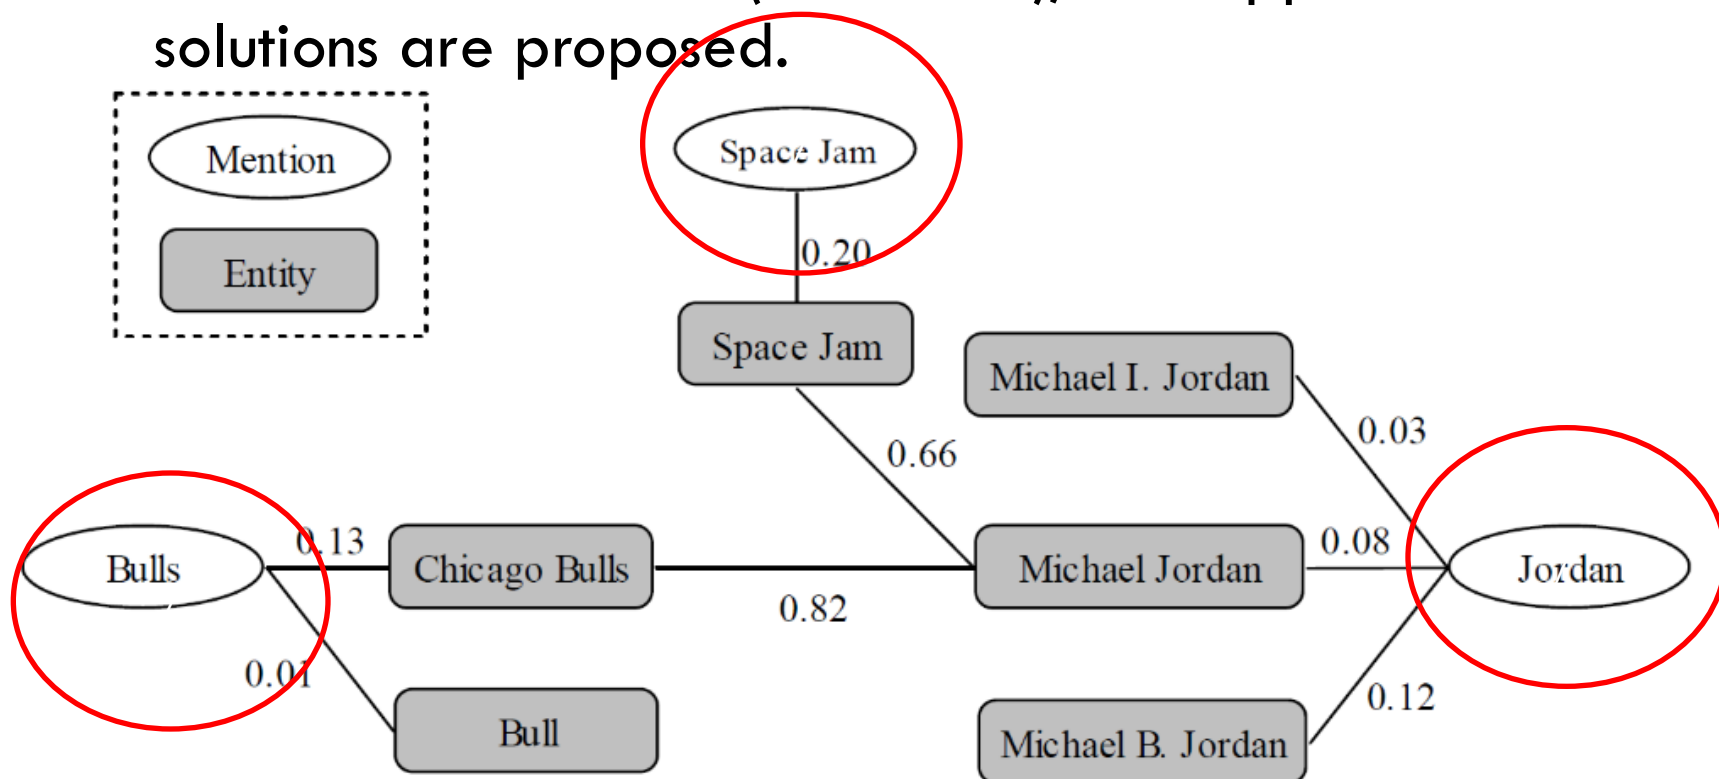 solutions are proposed.
Mention
Space Jam
0.20
Entity
Space Jam
Michael I. Jordan
0.03
0.66
Bulls
0.13
Chicago Bulls
0.82
Michael Jordan
0.08
Jordan
0.01
Bull
0.12
Michael B. Jordan